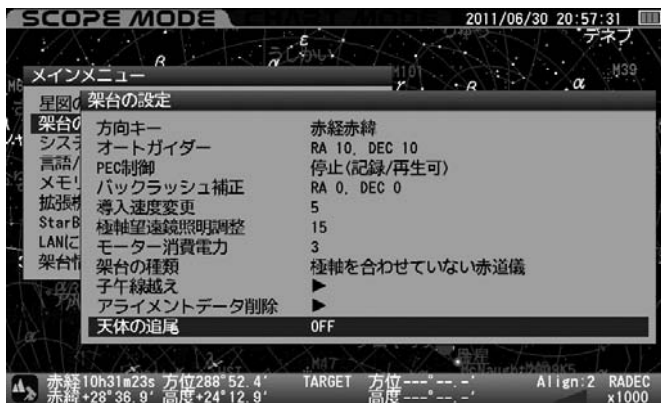 SCOPE MODE
CHART MODE
2011/06/30 20:57:31
デネブ
うしかい
M39
メインメニュー
架台の設定
星図の
架台の
システ
言語/
メモリ
拡張機
StarB
LANに
架台情
方向キー 赤経赤緯
オートガイダー RA 10, DEC 10
PEC制御 停止(記録/再生可)
バックラッシュ補正 RA 0, DEC 0
導入速度変更 5
極軸望遠鏡照明調整 15
モーター消費電力 3
架台の種類 極軸を合わせていない赤道儀
子午線越え ▶
アライメントデータ削除 ▶
天体の追尾 OFF
M47
赤経10h31m23s 方位288°52.4′ TARGET 方位---°--.-′ Align:2 RADEC
赤緯+28°36.9′ 高度+24°12.9′ 高度---°--.-′ x1000